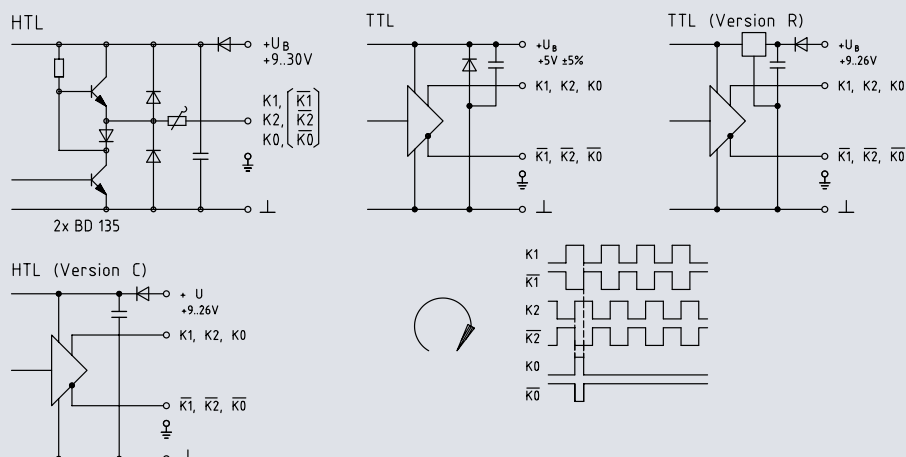 HTL
+U_B
+9..30V
K1, (K̅1̅)
K2, (K̅2̅)
K0, (K̅0̅)
2x BD 135
TTL
+U_B
+5V ±5%
K1, K2, K0
K̅1̅, K̅2̅, K̅0̅
TTL (Version R)
+U_B
+9..26V
K1, K2, K0
K̅1̅, K̅2̅, K̅0̅
HTL (Version C)
+ U
+9..26V
K1, K2, K0
K̅1̅, K̅2̅, K̅0̅
K1
K̅1̅
K2
K̅2̅
K0
K̅0̅